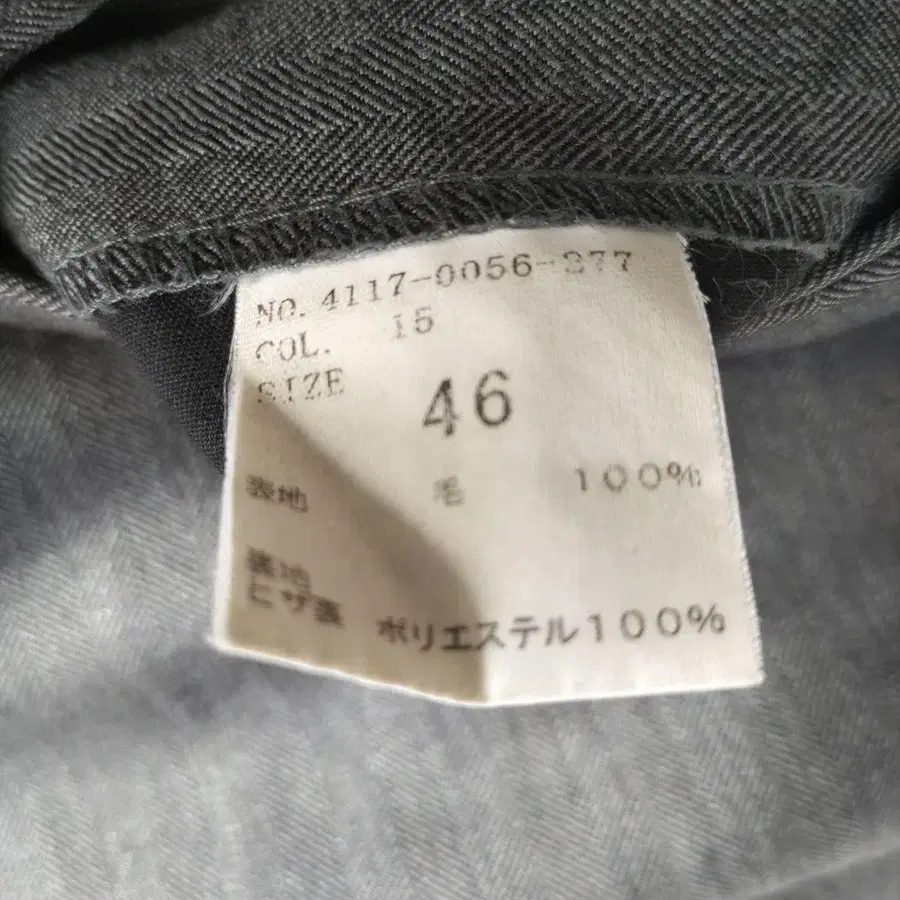 NO. 4117-0056-277
COL. 15
SIZE 46
表地 毛 100%
裏地
ヒザ裏 ポリエステル100%